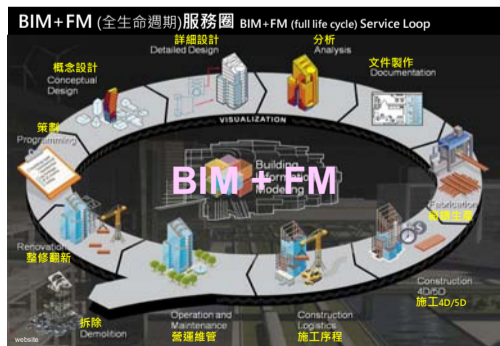 BIM+FM (全生命週期)服務圈 BIM+FM (full life cycle) Service Loop
詳細設計
Detailed Design
分析
Analysis
文件製作
Documentation
概念設計
Conceptual
Design
策劃
Programming
VISUALIZATION
Building
Information
Modeling
BIM + FM
Fabrication
生產
Renovation
整修翻新
Construction
4D/5D
施工4D/5D
拆除
Demolition
Operation and
Maintenance
營運維管
Construction
Logistics
施工序程
website